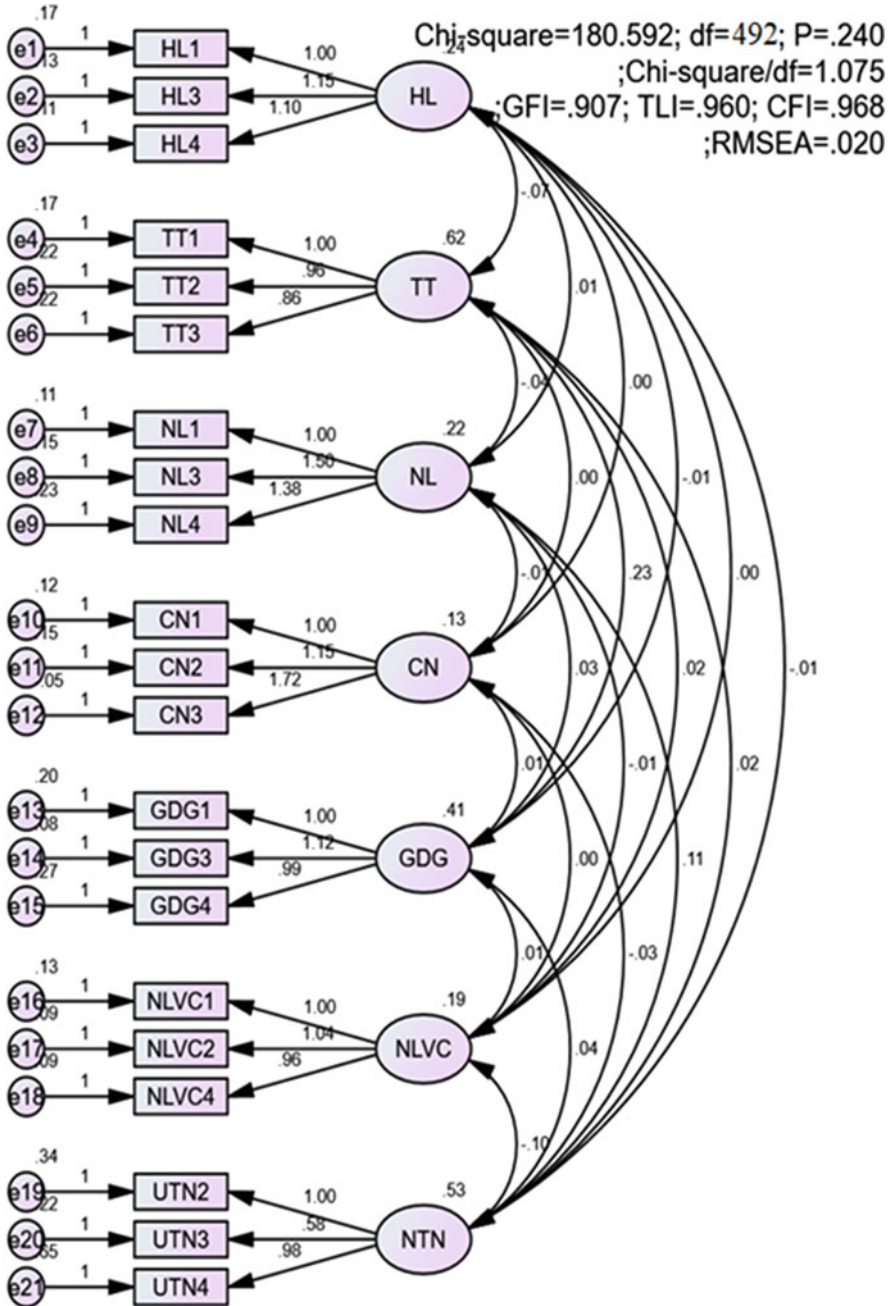 .17
e1 1 HL1
.13
e2 1 HL3
.11
e3 1 HL4
1.00
1.15
1.10
.24
HL
Chi-square=180.592; df=492; P=.240
;Chi-square/df=1.075
;GFI=.907; TLI=.960; CFI=.968
;RMSEA=.020
-.07
.17
e4 1 TT1
.22
e5 1 TT2
.22
e6 1 TT3
1.00
.96
.86
.62
TT
.01
-.04
.00
.11
e7 1 NL1
.15
e8 1 NL3
.23
e9 1 NL4
1.00
1.50
1.38
.22
NL
.00
-.01
-.01
.23
.00
.12
e10 1 CN1
.15
e11 1 CN2
.05
e12 1 CN3
1.00
1.15
1.72
.13
CN
.03
.02
-.01
.01
-.01
.02
.20
e13 1 GDG1
.08
e14 1 GDG3
.27
e15 1 GDG4
1.00
1.12
.99
.41
GDG
.00
.11
.01
-.03
.13
e16 1 NLVC1
.09
e17 1 NLVC2
.09
e18 1 NLVC4
1.00
1.04
.96
.19
NLVC
.04
-.10
.34
e19 1 UTN2
.22
e20 1 UTN3
e21 1 UTN4
1.00
.58
.98
.53
NTN